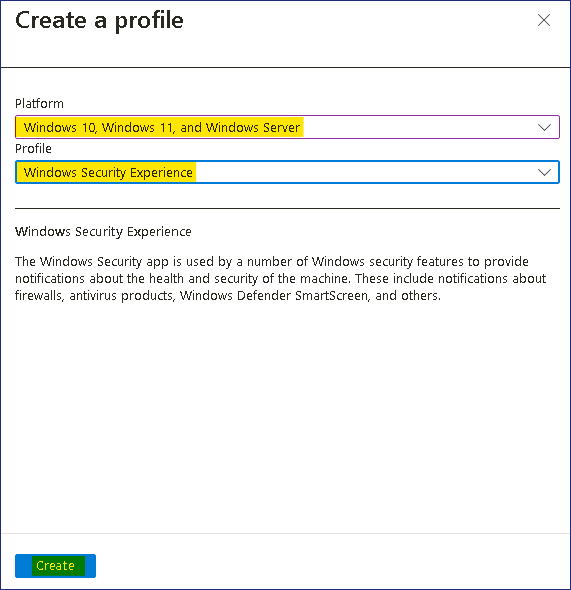 Create a profile
Platform
Windows 10, Windows 11, and Windows Server
Profile
Windows Security Experience
Windows Security Experience
The Windows Security app is used by a number of Windows security features to provide
notifications about the health and security of the machine. These include notifications about
firewalls, antivirus products, Windows Defender SmartScreen, and others.
Create